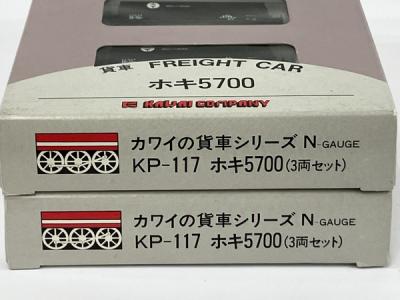 貨車 FREIGHT CAR
ホキ5700
KAWAI COMPANY
カワイの貨車シリーズ N-GAUGE
KP-117 ホキ5700(3両セット)
カワイの貨車シリーズ N-GAUGE
KP-117 ホキ5700(3両セット)